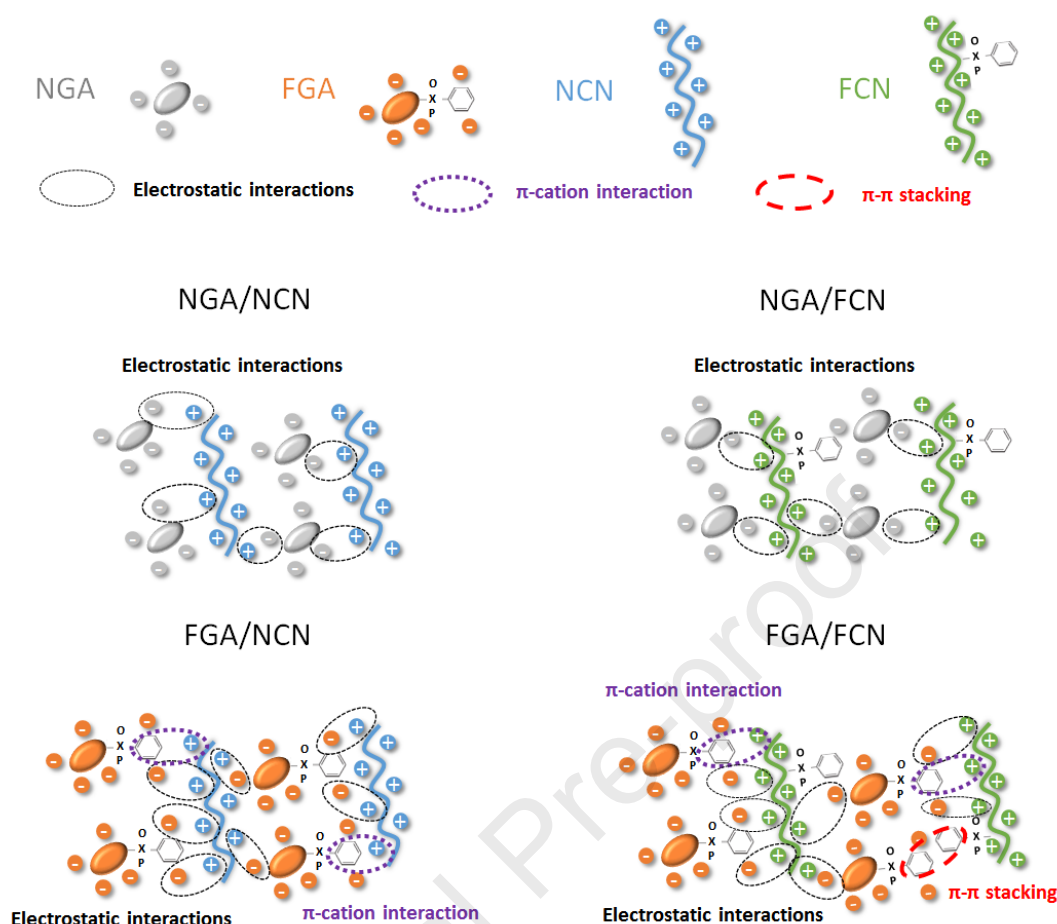 NGA
FGA
NCN
FCN
O
X
P
O
X
P
Electrostatic interactions
π-cation interaction
π-π stacking
NGA/NCN
NGA/FCN
Electrostatic interactions
Electrostatic interactions
O
X
P
O
X
P
FGA/NCN
FGA/FCN
π-cation interaction
O
X
P
O
X
P
O
X
P
O
X
P
O
X
P
O
X
P
O
X
P
O
X
P
O
X
P
O
X
P
Electrostatic interactions
π-cation interaction
Electrostatic interactions
π-π stacking
Pre-proof